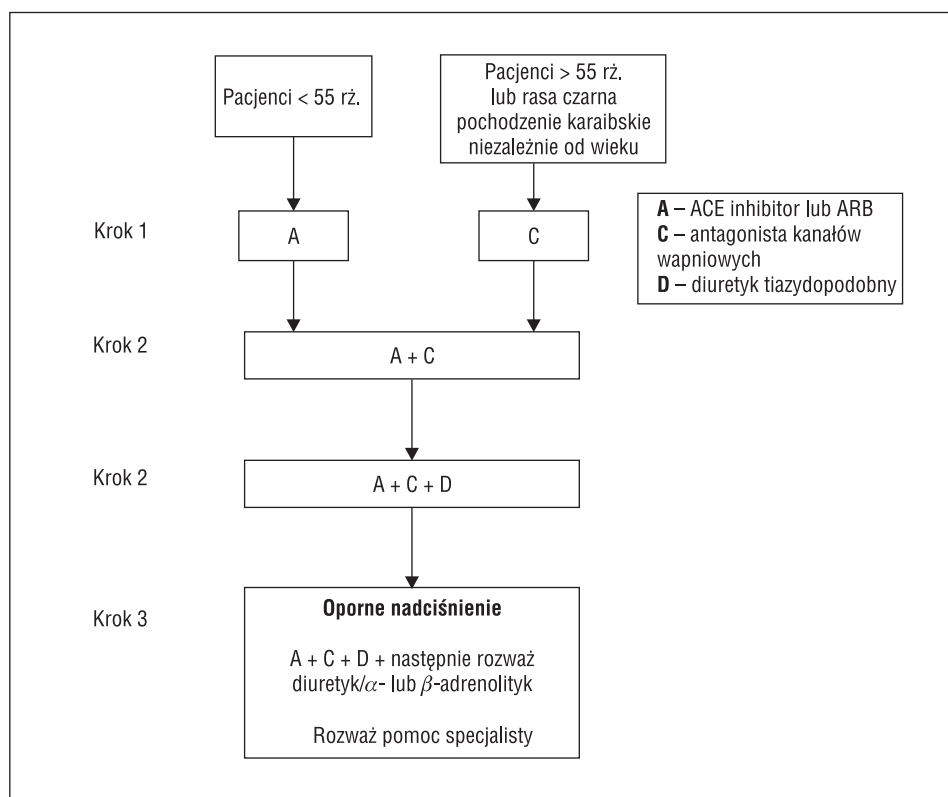 Pacjenci < 55 rż.
Pacjenci > 55 rż.
lub rasa czarna
pochodzenie karaibskie
niezależnie od wieku
A – ACE inhibitor lub ARB
C – antagonista kanałów
wapniowych
D – diuretyk tiazydopodobny
Krok 1
A
C
Krok 2
A + C
Krok 2
A + C + D
Krok 3
Oporne nadciśnienie
A + C + D + następnie rozważ
diuretyk/α- lub β-adrenolityk
Rozważ pomoc specjalisty